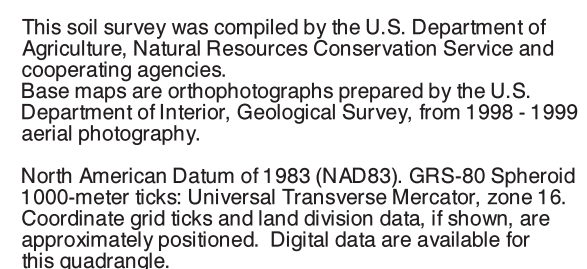 This soil survey was compiled by the U.S. Department of
Agriculture, Natural Resources Conservation Service and
cooperating agencies.
Base maps are orthophotographs prepared by the U.S.
Department of Interior, Geological Survey, from 1998 - 1999
aerial photography.

North American Datum of 1983 (NAD83). GRS-80 Spheroid
1000-meter ticks: Universal Transverse Mercator, zone 16.
Coordinate grid ticks and land division data, if shown, are
approximately positioned.  Digital data are available for
this quadrangle.